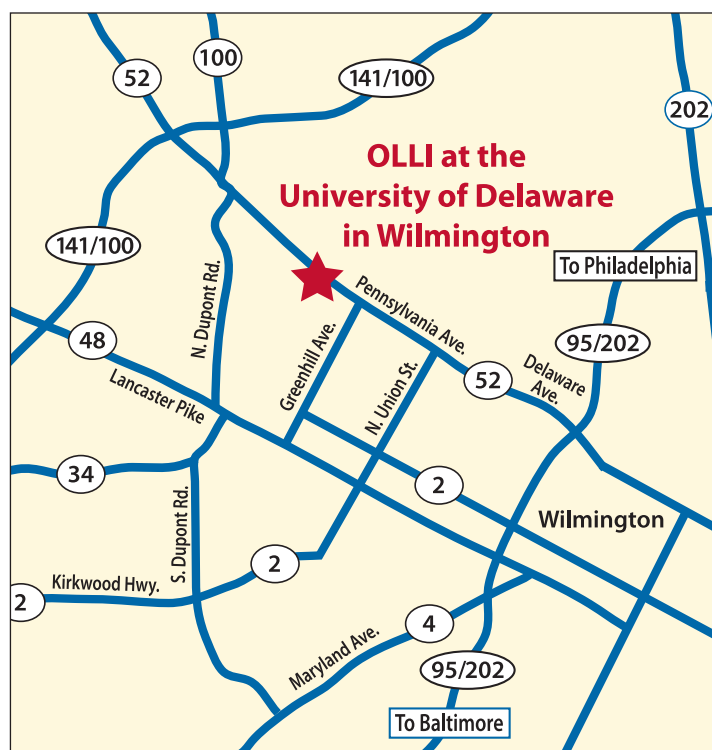 100
52
141/100
202
OLLI at the
University of Delaware
in Wilmington
141/100
To Philadelphia
N. Dupont Rd.
Pennsylvania Ave.
48
95/202
Greenhill Ave.
Lancaster Pike
N. Union St.
52
Delaware
Ave.
34
2
Wilmington
S. Dupont Rd.
2
Kirkwood Hwy.
2
4
Maryland Ave.
95/202
To Baltimore